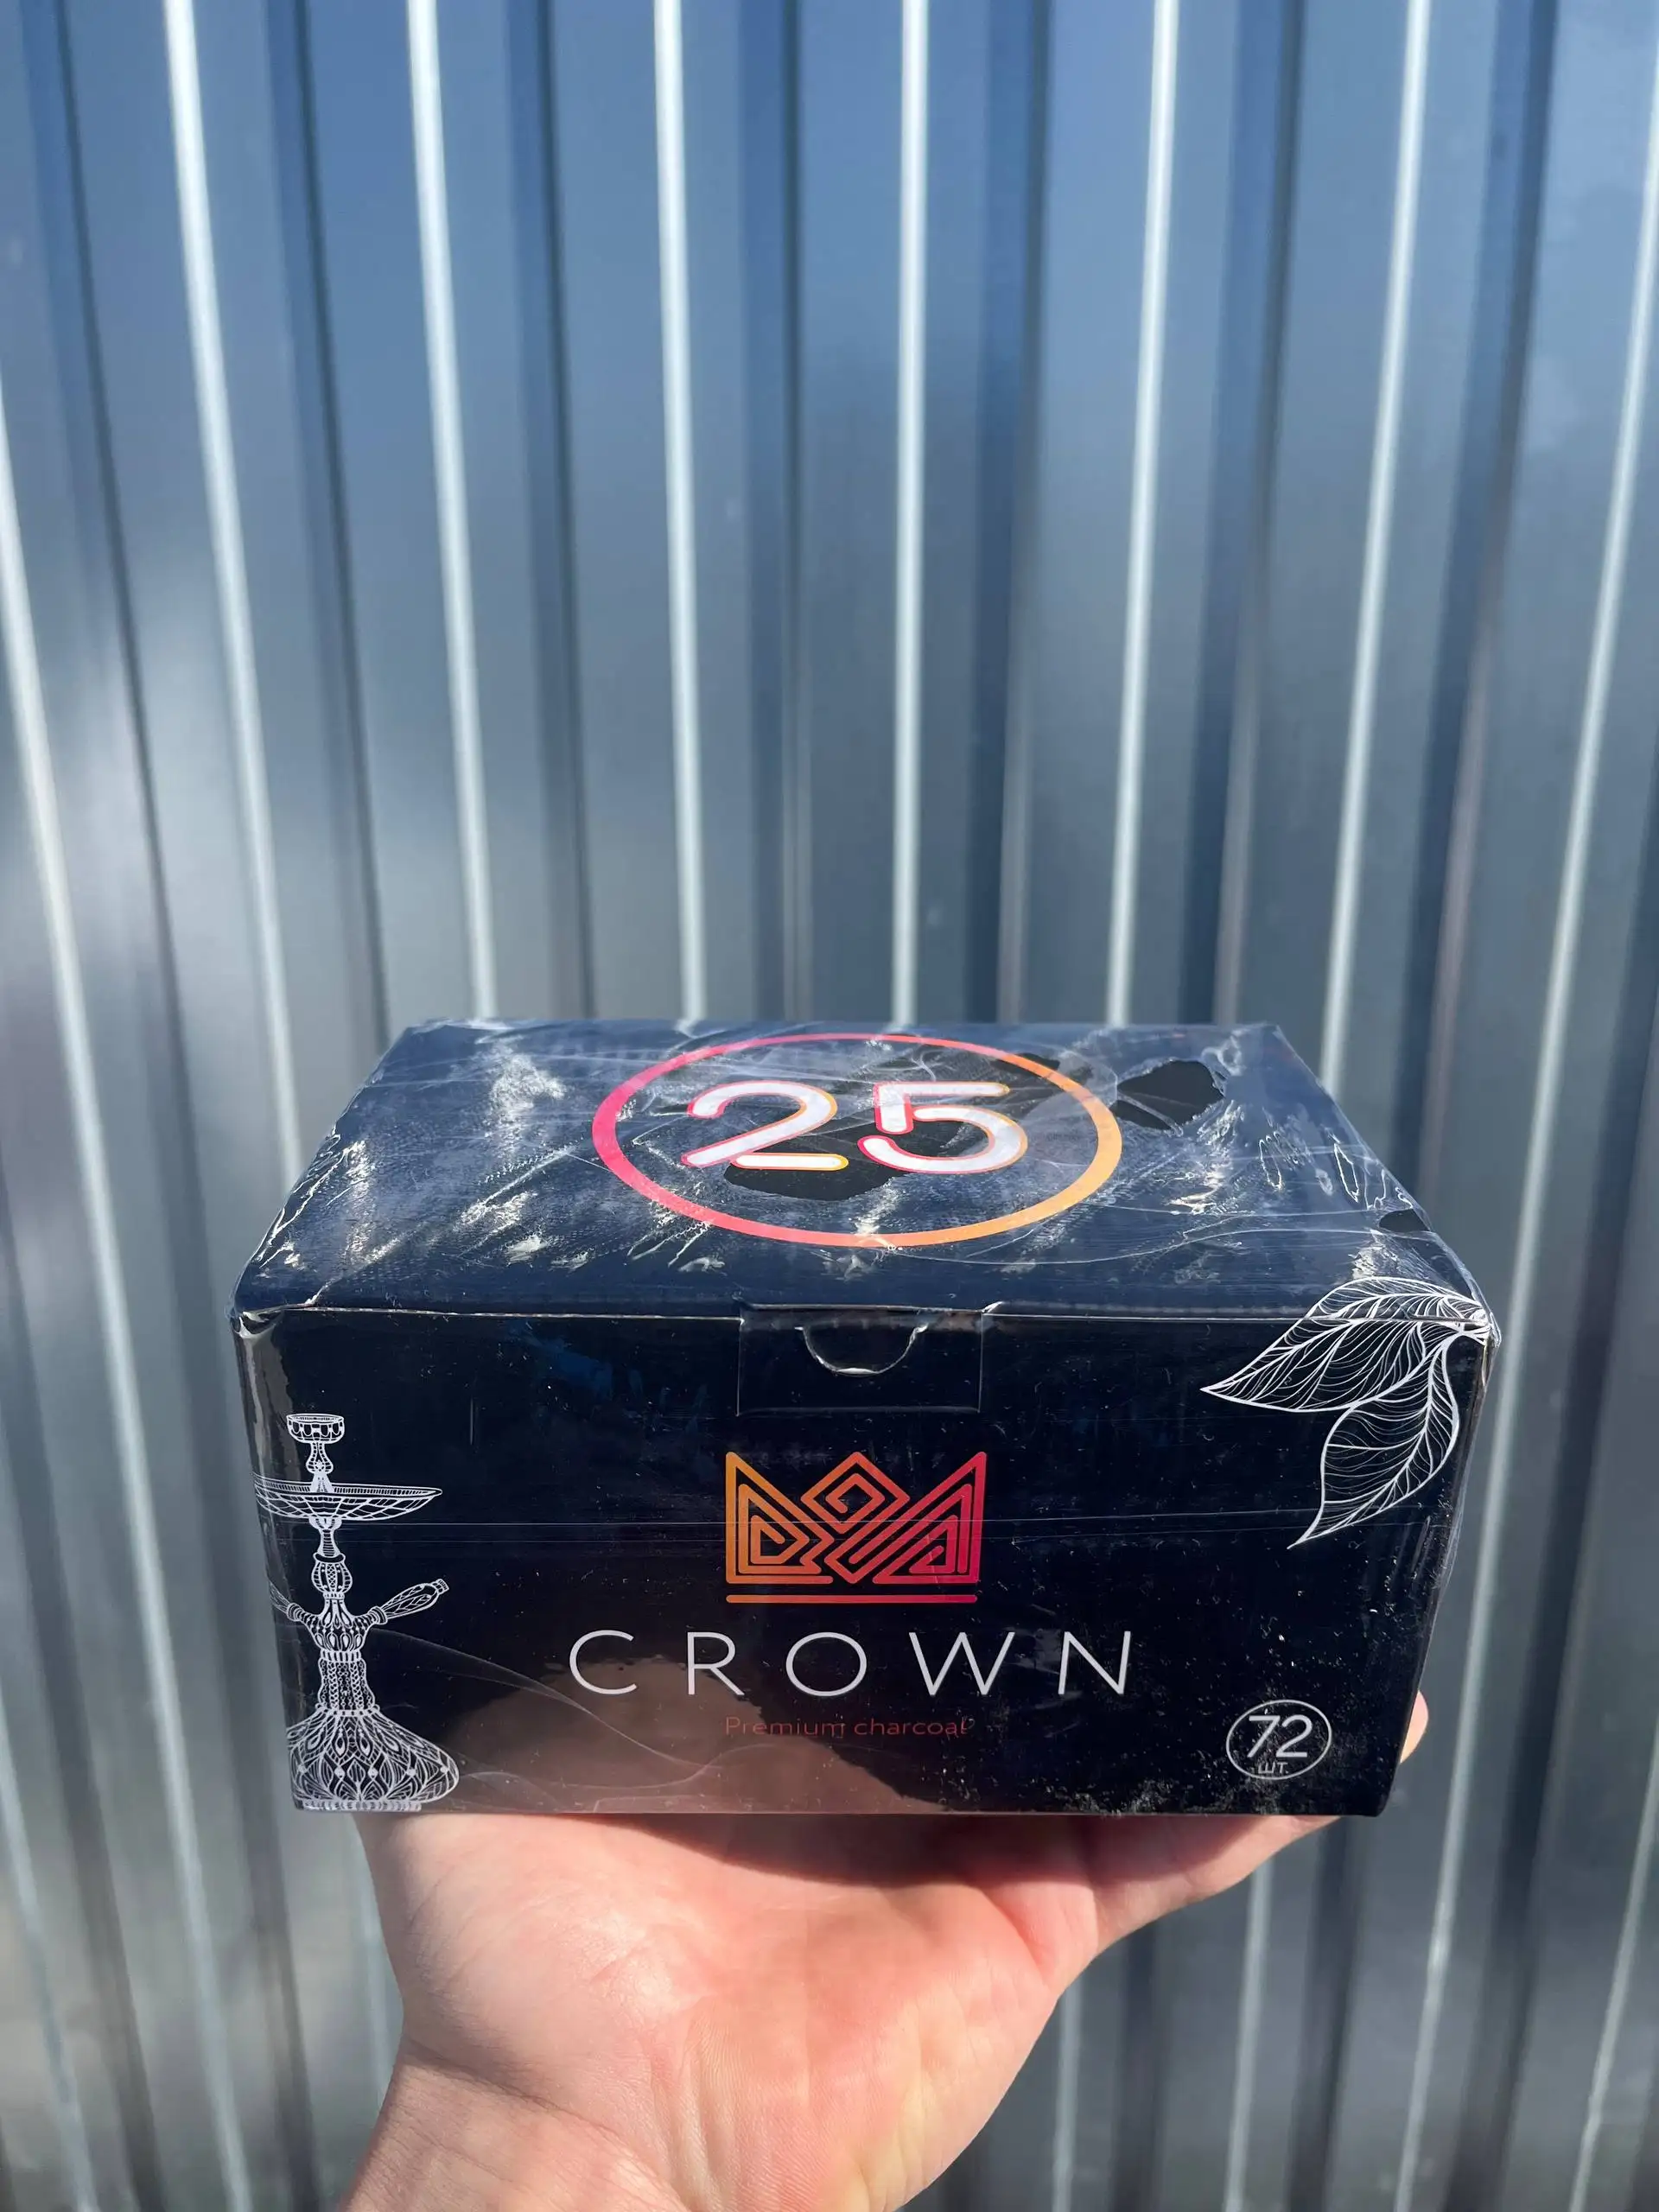 25
CROWN
Premium charcoal
72
ШТ.